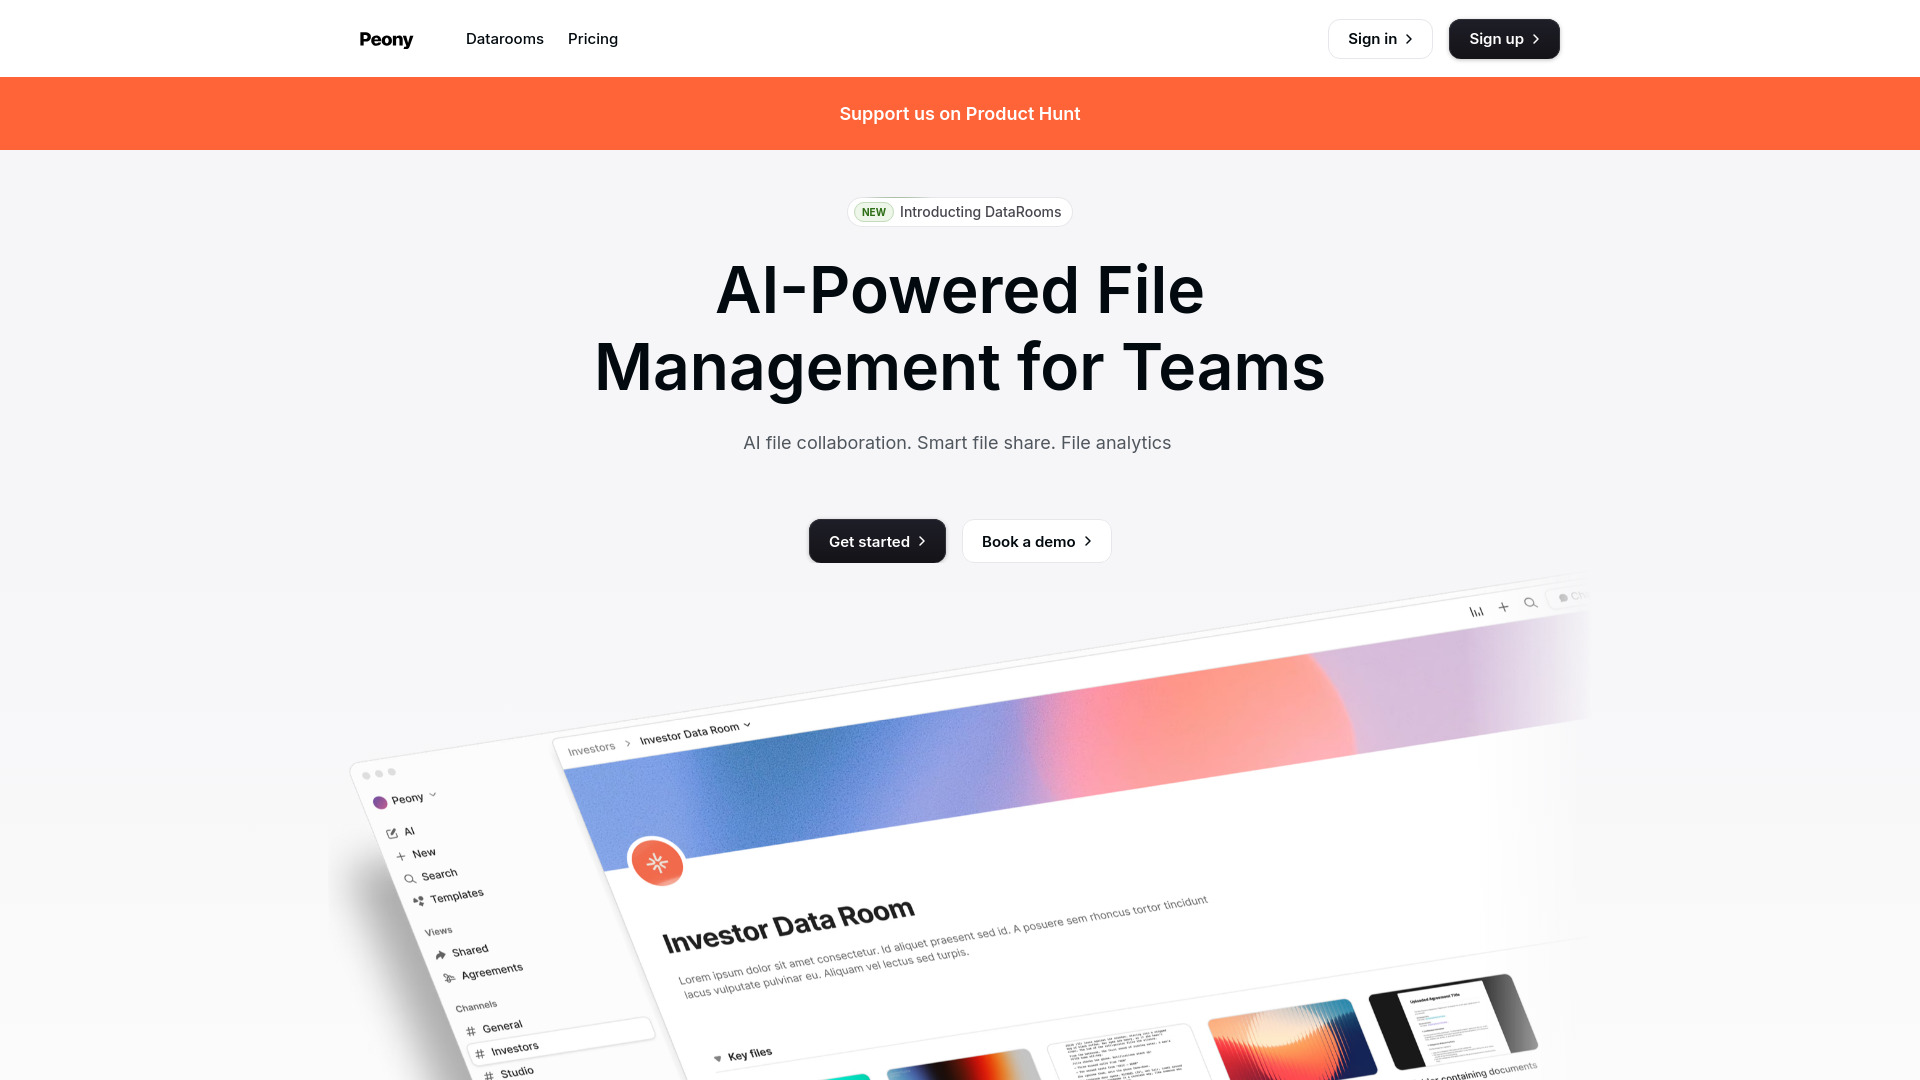 Peony
Datarooms
Pricing
Sign in
Sign up
Support us on Product Hunt
NEW Introducting DataRooms
AI-Powered File
Management for Teams
AI file collaboration. Smart file share. File analytics
Get started
Book a demo
Investors > Investor Data Room
Peony
AI
New
Search
Templates
Views
Shared
Agreements
Channels
General
Investors
Studio
Investor Data Room
Lorem ipsum dolor sit amet consectetur. Id aliquet praesent sed id. A posuere sem rhoncus tortor tincidunt
lacus vulputate pulvinar eu. Aliquam vel lectus sed turpis.
Key files
Uploaded Agreement Title
containing documents